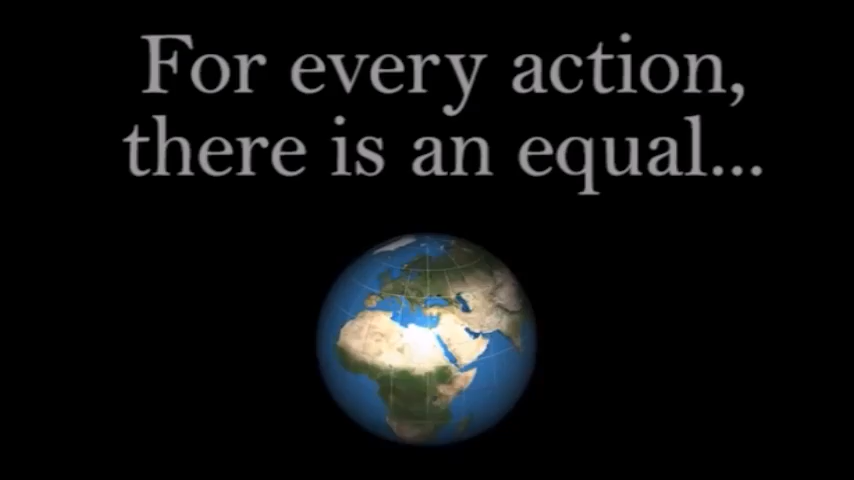 For every action,
there is an equal...